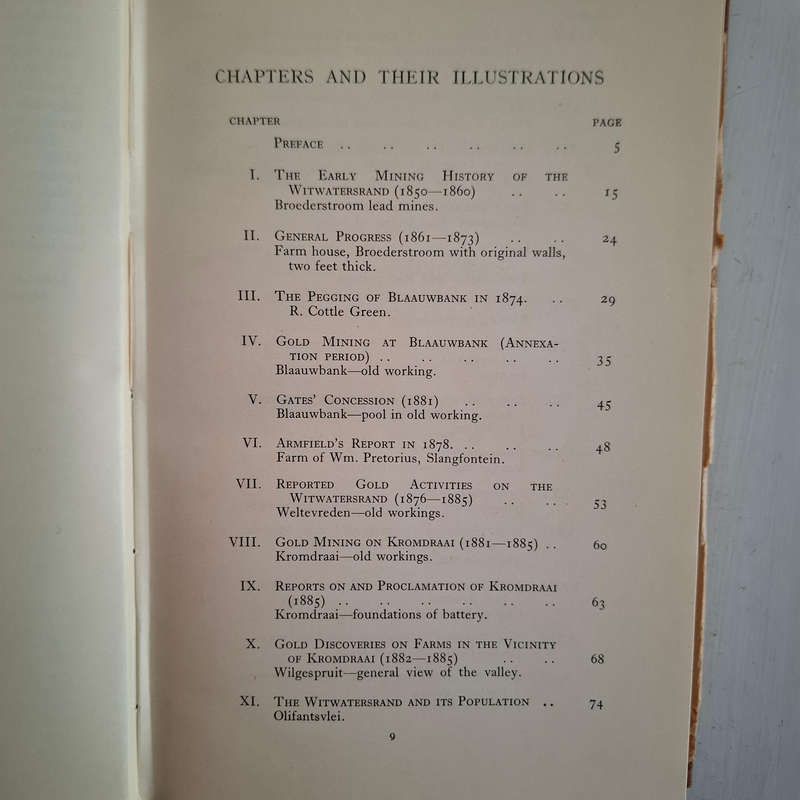 CHAPTERS AND THEIR ILLUSTRATIONS
CHAPTER PAGE
PREFACE .. .. .. .. .. .. 5
I. THE EARLY MINING HISTORY OF THE
WITWATERSRAND (1850—1860) .. .. 15
Broederstroom lead mines.
II. GENERAL PROGRESS (1861—1873) .. .. 24
Farm house, Broederstroom with original walls,
two feet thick.
III. THE PEGGING OF BLAAUWBANK IN 1874. .. 29
R. Cottle Green.
IV. GOLD MINING AT BLAAUWBANK (ANNEXA-
TION PERIOD) .. .. .. .. .. 35
Blaauwbank—old working.
V. GATES' CONCESSION (1881) .. .. .. 45
Blaauwbank—pool in old working.
VI. ARMFIELD'S REPORT IN 1878. .. .. .. 48
Farm of Wm. Pretorius, Slangfontein.
VII. REPORTED GOLD ACTIVITIES ON THE
WITWATERSRAND (1876—1885) .. .. 53
Weltevreden—old workings.
VIII. GOLD MINING ON KROMDRAAI (1881—1885) .. 60
Kromdraai—old workings.
IX. REPORTS ON AND PROCLAMATION OF KROMDRAAI
(1885) .. .. .. .. .. .. 63
Kromdraai—foundations of battery.
X. GOLD DISCOVERIES ON FARMS IN THE VICINITY
OF KROMDRAAI (1882—1885) .. .. 68
Wilgespruit—general view of the valley.
XI. THE WITWATERSRAND AND ITS POPULATION .. 74
Olifantsvlei.
9